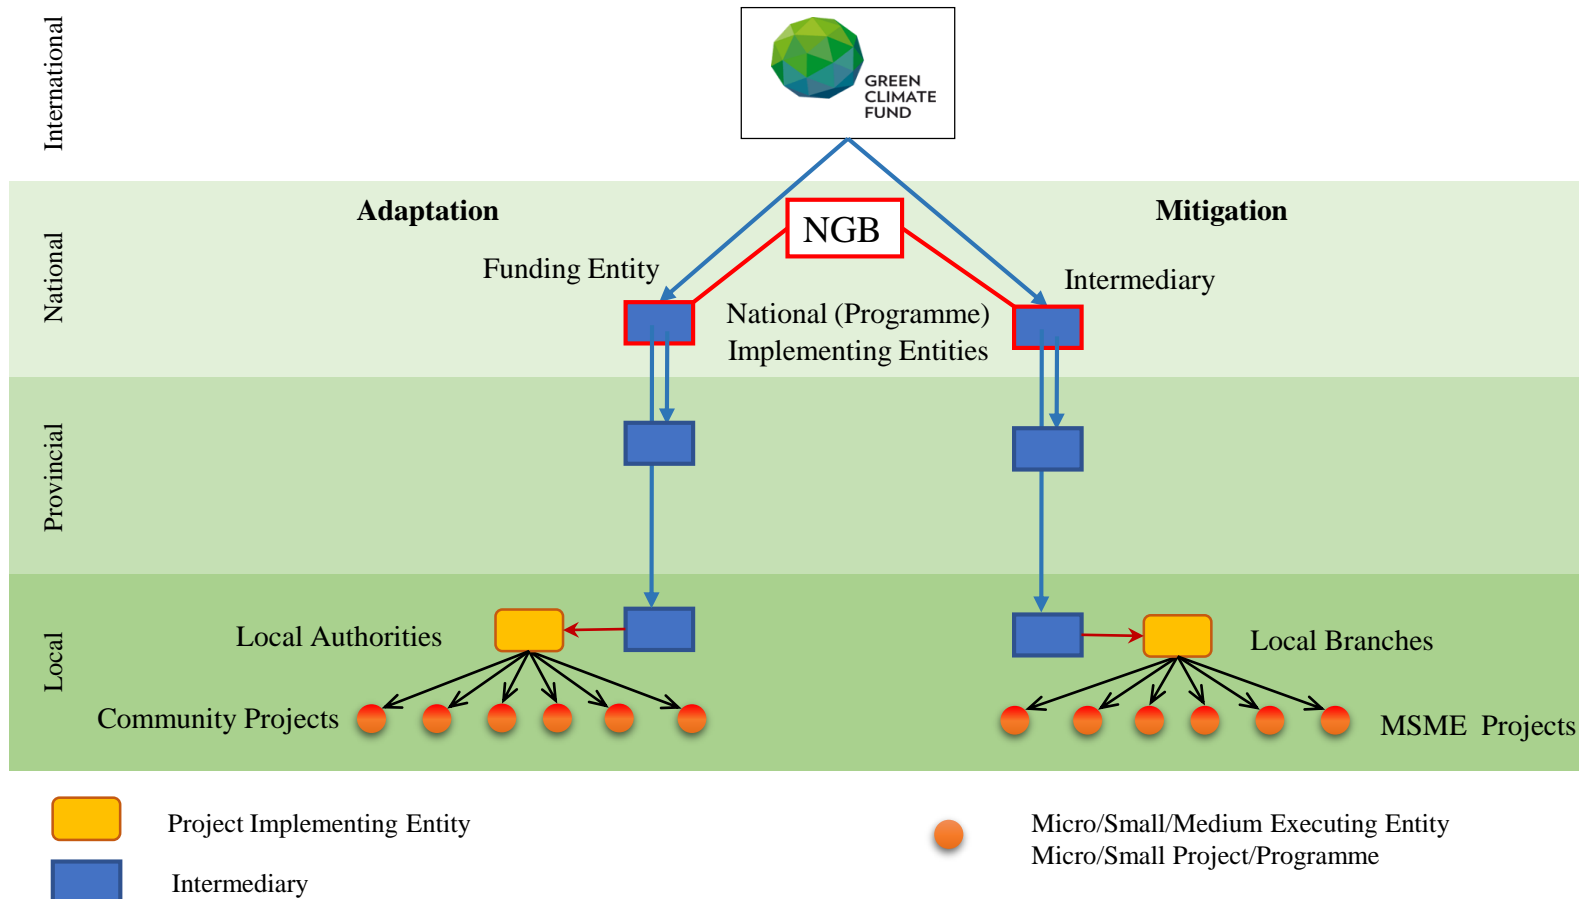 International
GREEN
CLIMATE
FUND
National
Adaptation
NGB
Mitigation
Funding Entity
Intermediary
National (Programme)
Implementing Entities
Provincial
Local
Local Authorities
Local Branches
Community Projects
MSME Projects
Project Implementing Entity
Intermediary
Micro/Small/Medium Executing Entity
Micro/Small Project/Programme